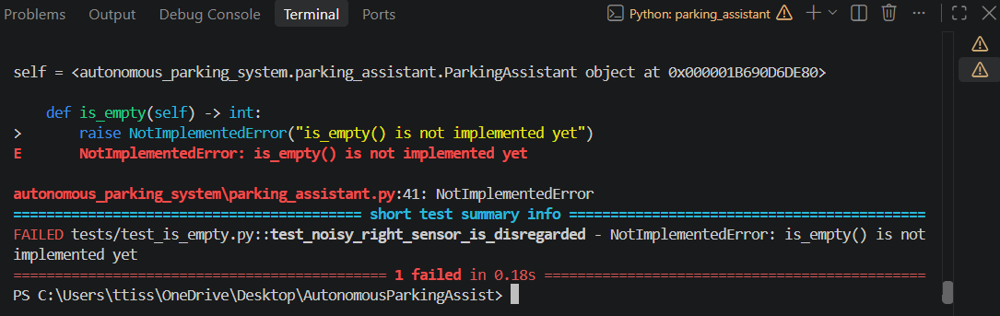 Problems Output Debug Console Terminal Ports Python: parking_assistant
self = <autonomous_parking_system.parking_assistant.ParkingAssistant object at 0x000001B690D6DE80>
def is_empty(self) -> int:
> raise NotImplementedError("is_empty() is not implemented yet")
E NotImplementedError: is_empty() is not implemented yet
autonomous_parking_system\parking_assistant.py:41: NotImplementedError
========================================== short test summary info ===========================================
FAILED tests/test_is_empty.py::test_noisy_right_sensor_is_disregarded - NotImplementedError: is_empty() is not
implemented yet
============================================= 1 failed in 0.18s ==============================================
PS C:\Users\ttiss\OneDrive\Desktop\AutonomousParkingAssist>